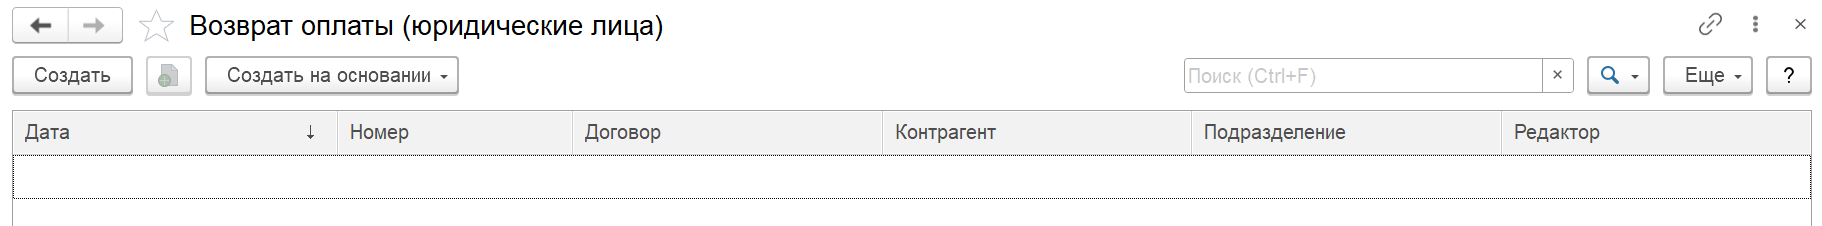 Возврат оплаты (юридические лица)
Создать Создать на основании Поиск (Ctrl+F) × Еще ?
Дата ↓ Номер Договор Контрагент Подразделение Редактор